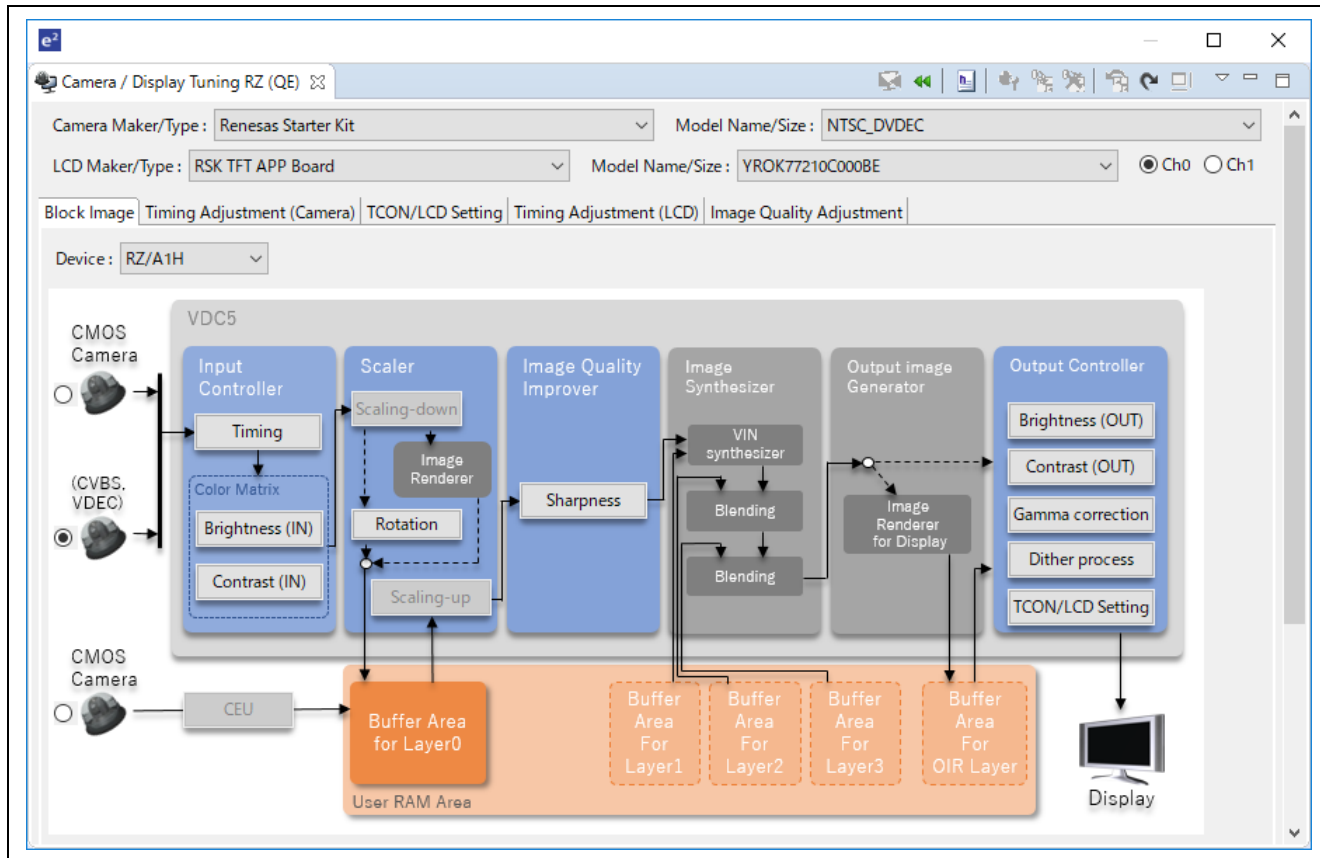 e²
Camera / Display Tuning RZ (QE)
Camera Maker/Type : Renesas Starter Kit Model Name/Size : NTSC_DVDEC
LCD Maker/Type : RSK TFT APP Board Model Name/Size : YROK77210C000BE Ch0 Ch1
Block Image Timing Adjustment (Camera) TCON/LCD Setting Timing Adjustment (LCD) Image Quality Adjustment
Device : RZ/A1H
VDC5
CMOS
Camera
(CVBS,
VDEC)
Input
Controller
Timing
Color Matrix
Brightness (IN)
Contrast (IN)
Scaler
Scaling-down
Image
Renderer
Rotation
Scaling-up
Image Quality
Improver
Sharpness
Image
Synthesizer
VIN
synthesizer
Blending
Blending
Output image
Generator
Image
Renderer
for Display
Output Controller
Brightness (OUT)
Contrast (OUT)
Gamma correction
Dither process
TCON/LCD Setting
CMOS
Camera
CEU
Buffer Area
for Layer0
User RAM Area
Buffer
Area
For
Layer1
Buffer
Area
For
Layer2
Buffer
Area
For
Layer3
Buffer
Area
For
OIR Layer
Display